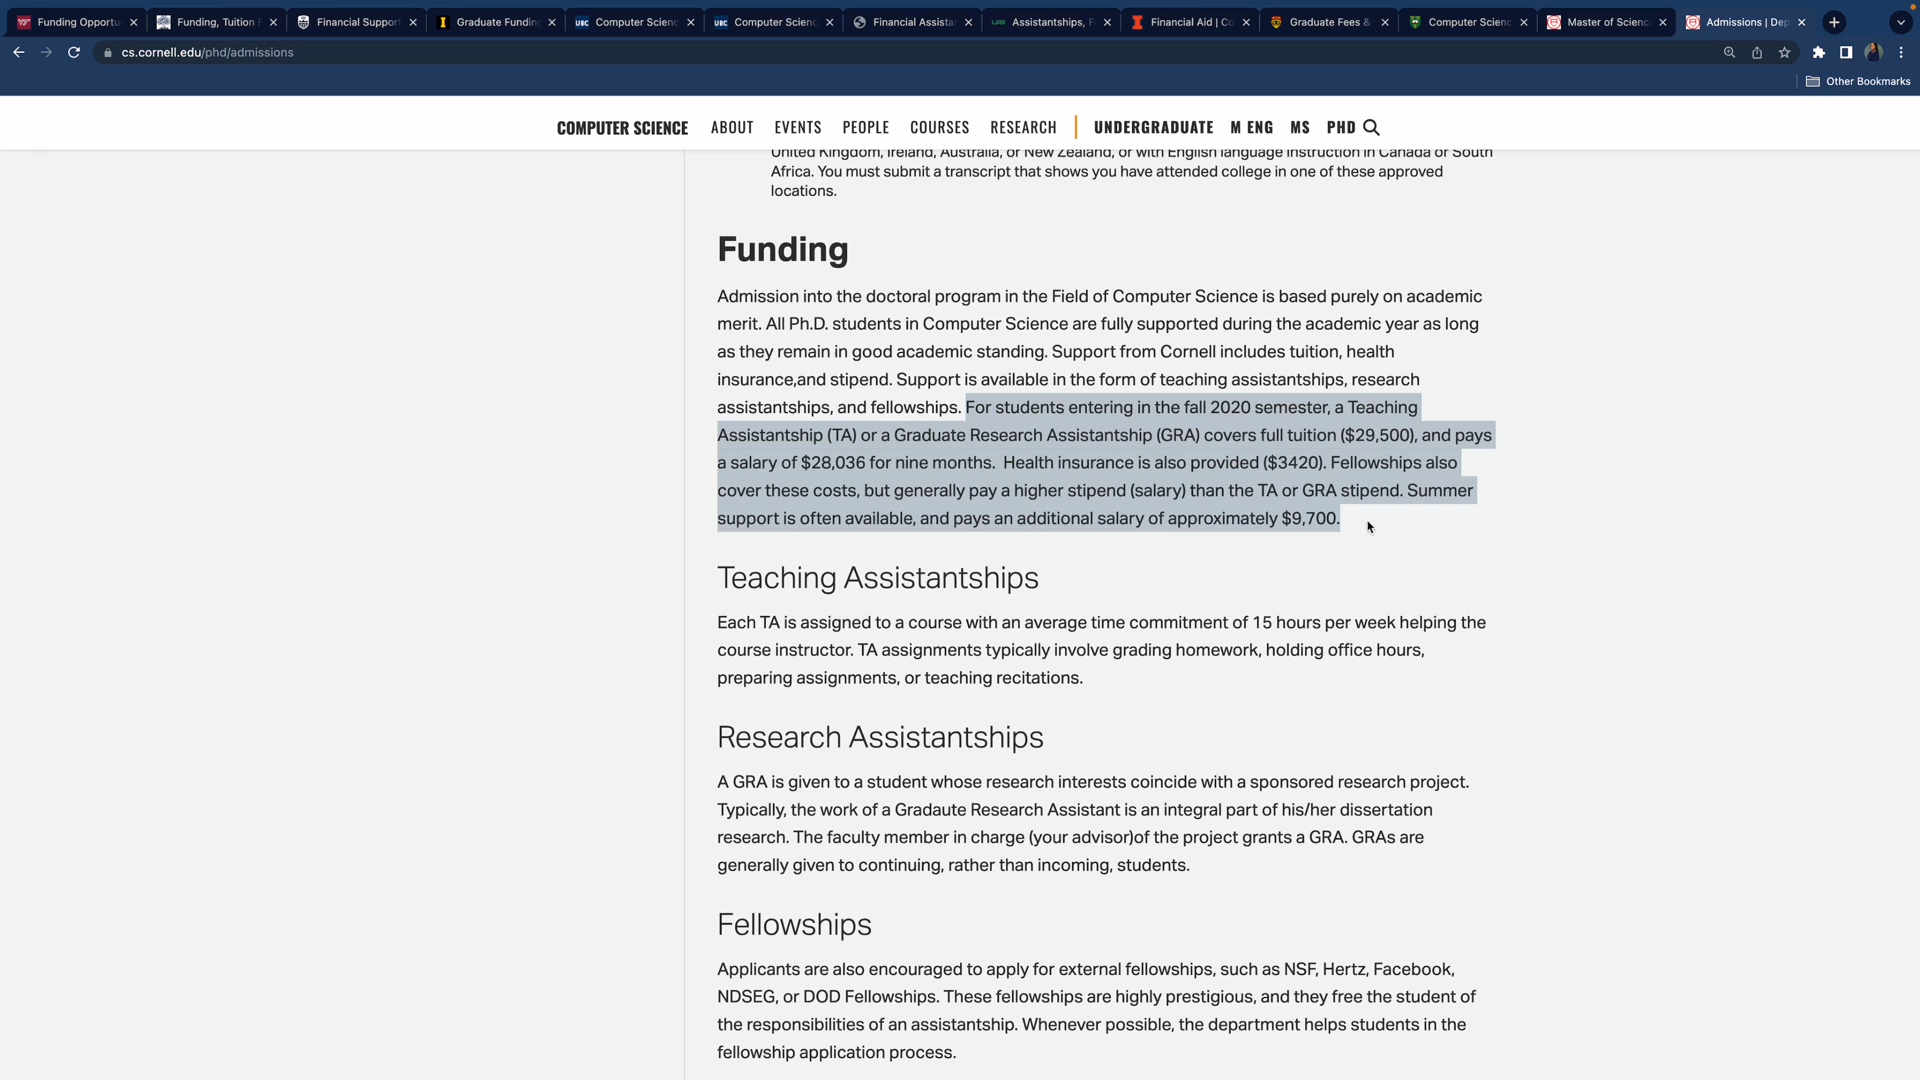 Funding Opportu
Funding, Tuition F
Financial Support
Graduate Funding
UBC Computer Scienc
UBC Computer Scienc
Financial Assistan
Assistantships, F
Financial Aid | Co
Graduate Fees &
Computer Scienc
Master of Scienc
Admissions | Dep
cs.cornell.edu/phd/admissions
Other Bookmarks
COMPUTER SCIENCE ABOUT EVENTS PEOPLE COURSES RESEARCH UNDERGRADUATE M ENG MS PHD
United Kingdom, Ireland, Australia, or New Zealand, or with English language instruction in Canada or South
Africa. You must submit a transcript that shows you have attended college in one of these approved
locations.
Funding
Admission into the doctoral program in the Field of Computer Science is based purely on academic
merit. All Ph.D. students in Computer Science are fully supported during the academic year as long
as they remain in good academic standing. Support from Cornell includes tuition, health
insurance,and stipend. Support is available in the form of teaching assistantships, research
assistantships, and fellowships. For students entering in the fall 2020 semester, a Teaching
Assistantship (TA) or a Graduate Research Assistantship (GRA) covers full tuition ($29,500), and pays
a salary of $28,036 for nine months. Health insurance is also provided ($3420). Fellowships also
cover these costs, but generally pay a higher stipend (salary) than the TA or GRA stipend. Summer
support is often available, and pays an additional salary of approximately $9,700.
Teaching Assistantships
Each TA is assigned to a course with an average time commitment of 15 hours per week helping the
course instructor. TA assignments typically involve grading homework, holding office hours,
preparing assignments, or teaching recitations.
Research Assistantships
A GRA is given to a student whose research interests coincide with a sponsored research project.
Typically, the work of a Gradaute Research Assistant is an integral part of his/her dissertation
research. The faculty member in charge (your advisor)of the project grants a GRA. GRAs are
generally given to continuing, rather than incoming, students.
Fellowships
Applicants are also encouraged to apply for external fellowships, such as NSF, Hertz, Facebook,
NDSEG, or DOD Fellowships. These fellowships are highly prestigious, and they free the student of
the responsibilities of an assistantship. Whenever possible, the department helps students in the
fellowship application process.